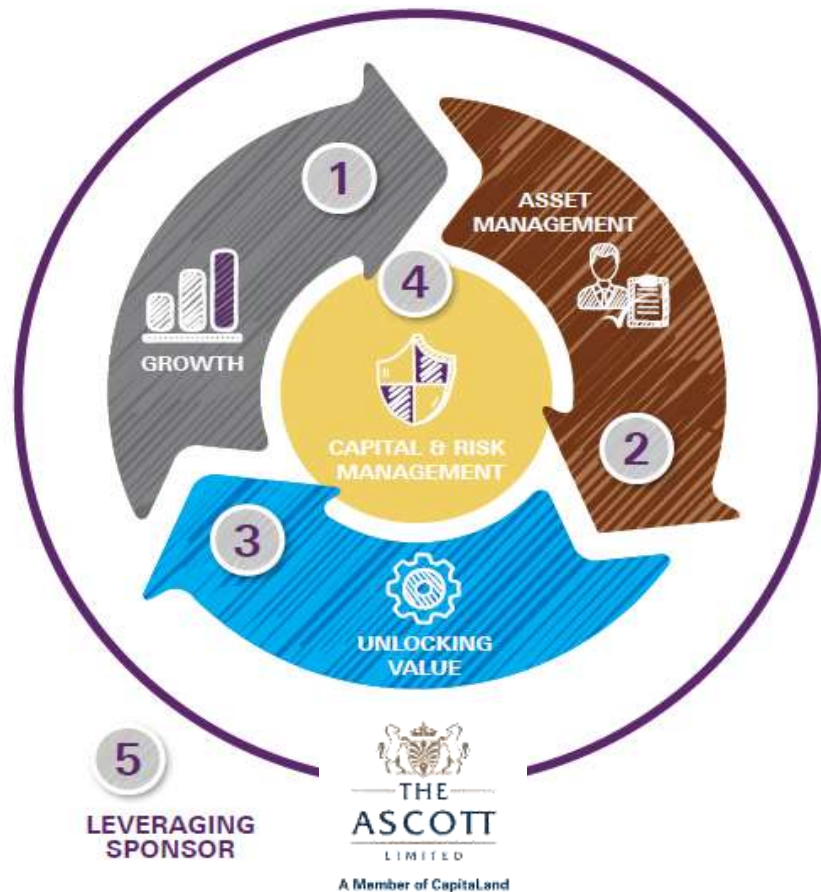 1
GROWTH
ASSET
MANAGEMENT
2
3
UNLOCKING
VALUE
4
CAPITAL & RISK
MANAGEMENT
5
LEVERAGING
SPONSOR
THE
ASCOTT
LIMITED
A Member of CapitaLand